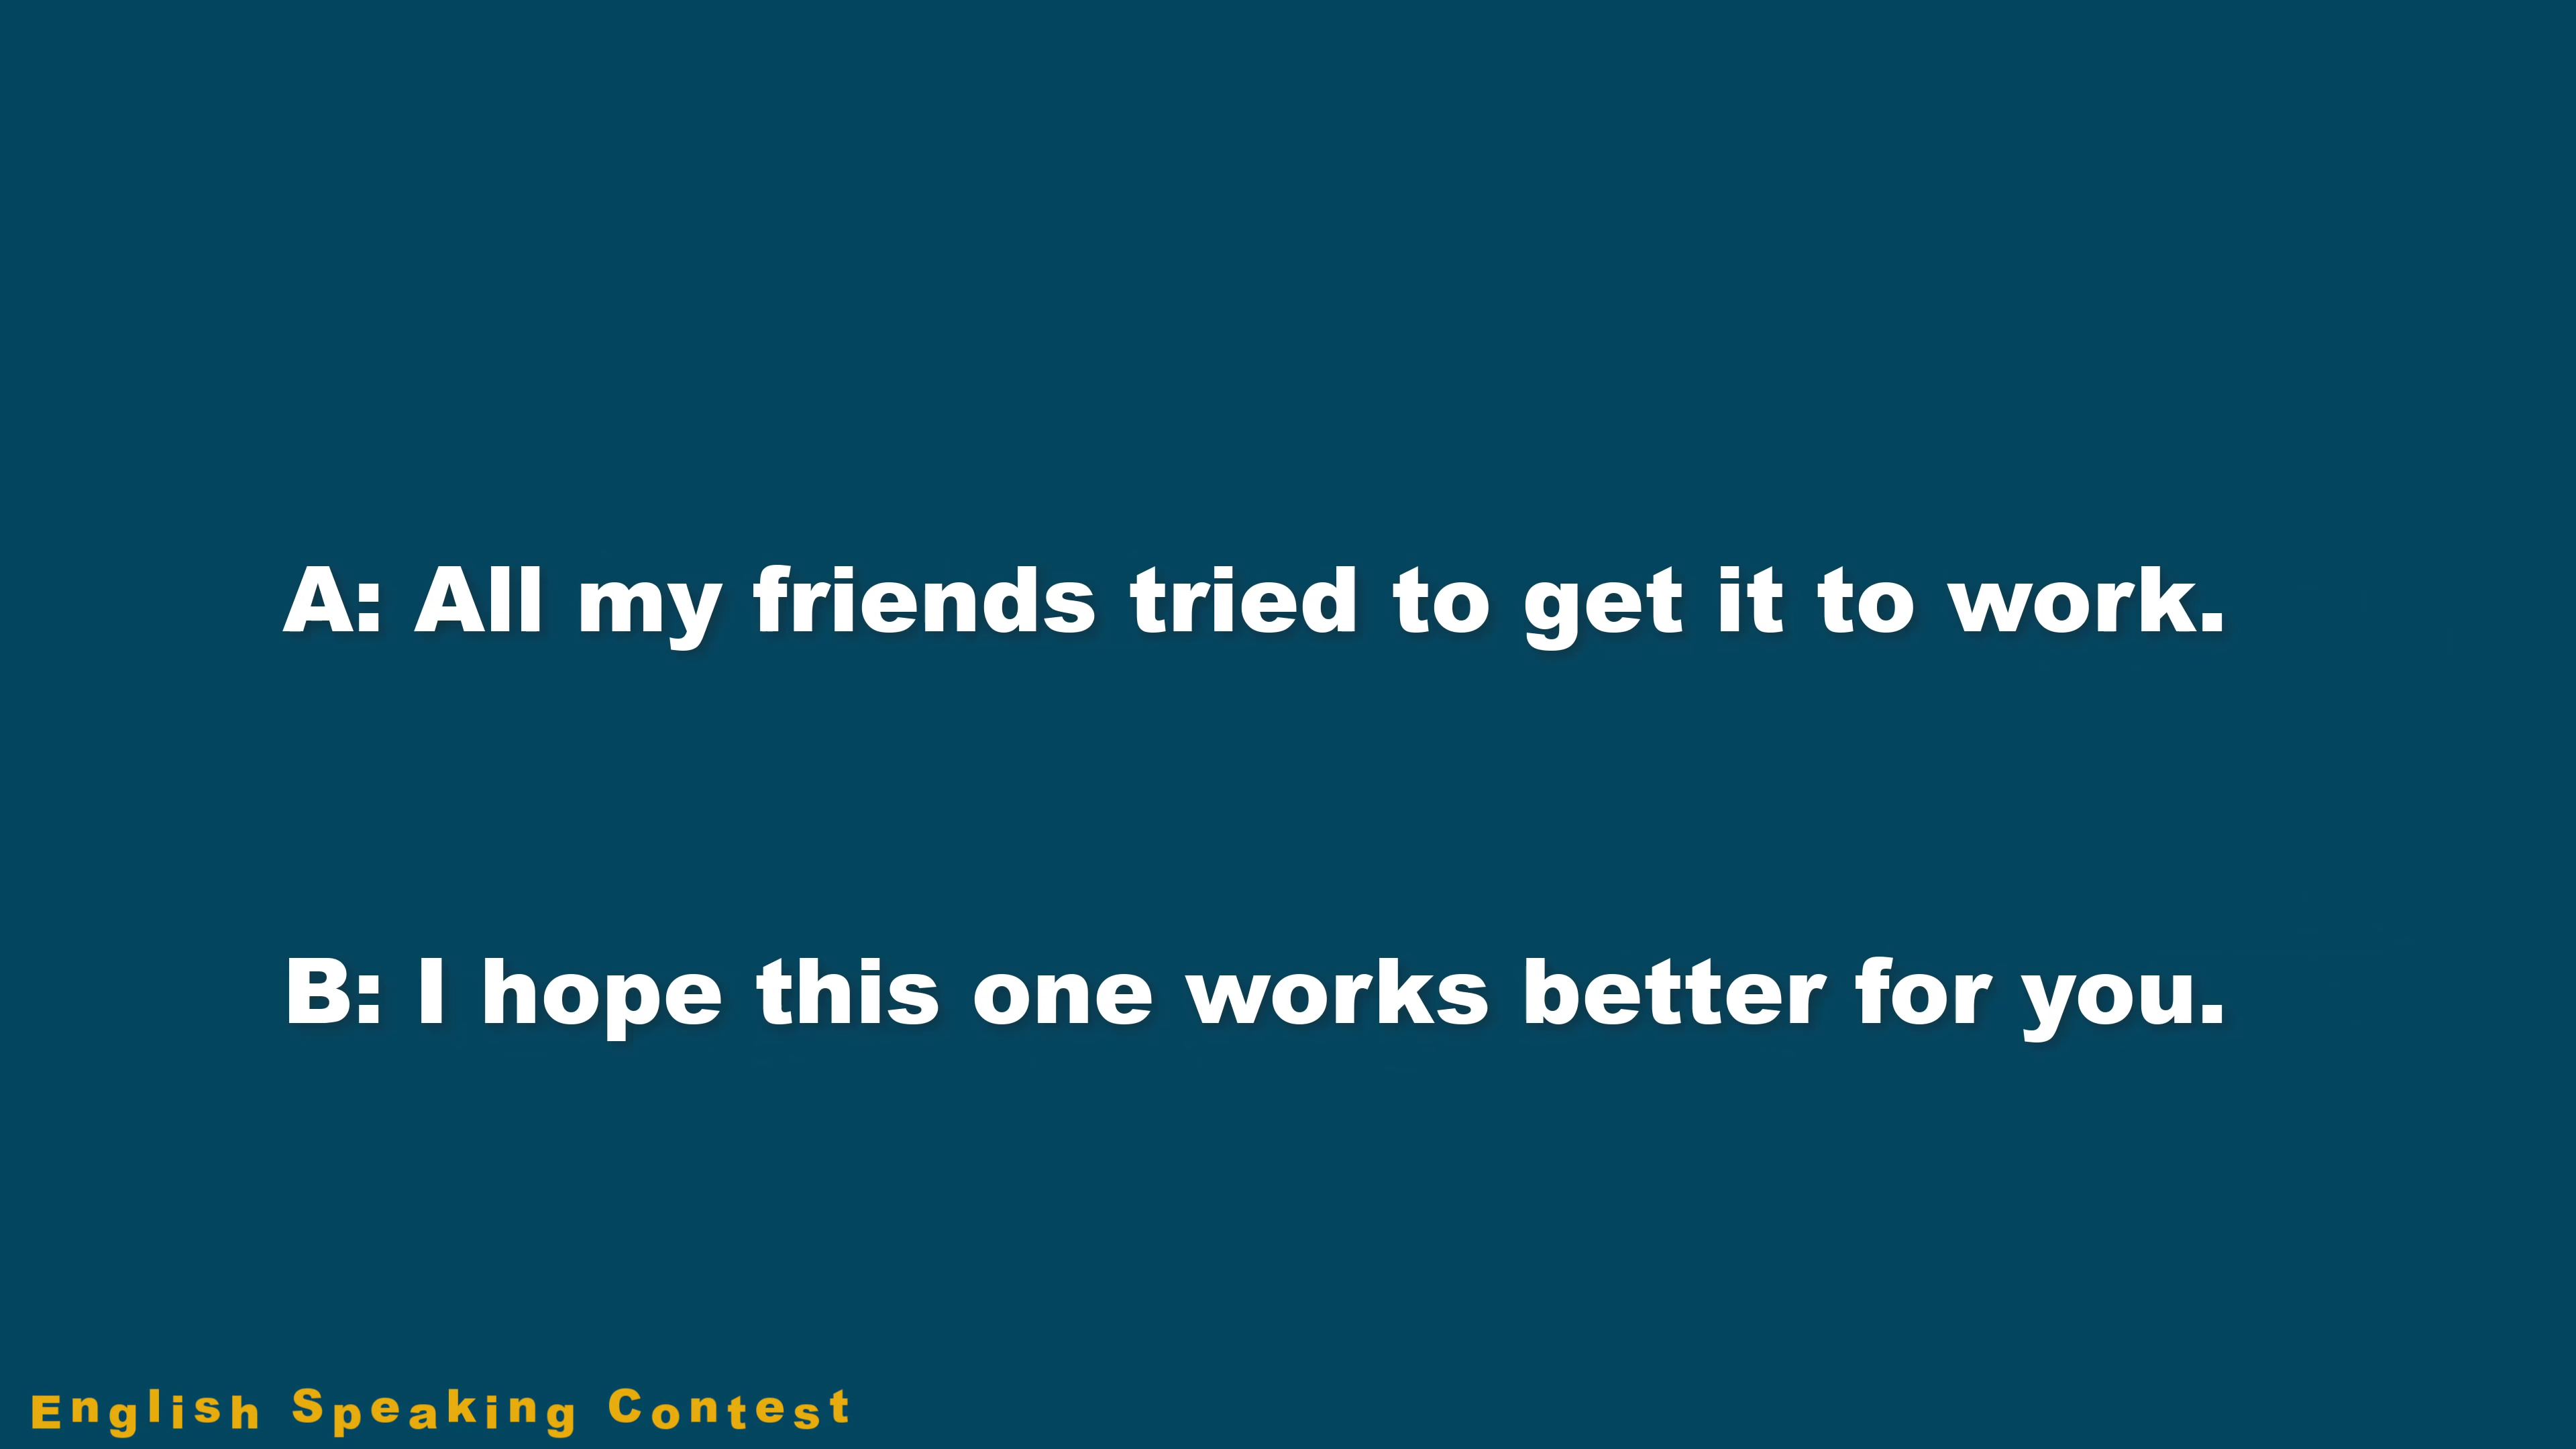 A: All my friends tried to get it to work.
B: I hope this one works better for you.
English Speaking Contest